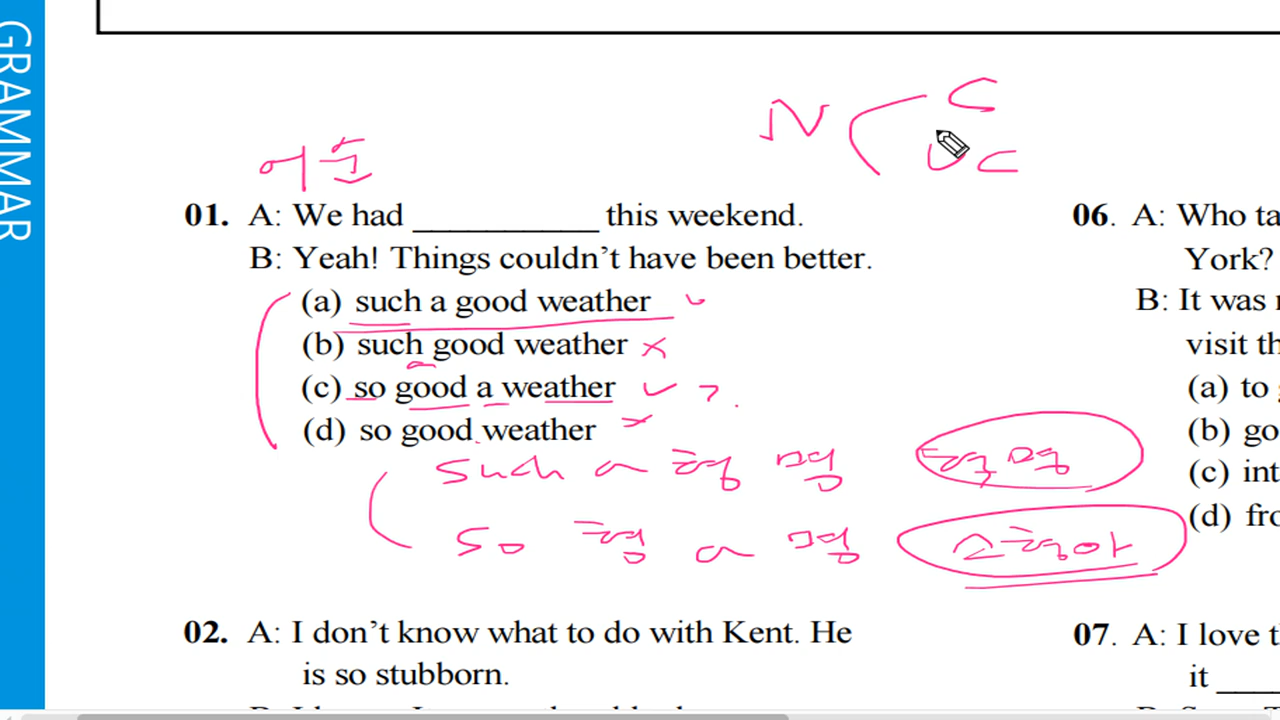 GRAMMAR
N C
UC
어순
01. A: We had __________ this weekend.
B: Yeah! Things couldn't have been better.
(a) such a good weather
(b) such good weather ×
a
(c) so good a weather ?
(d) so good weather ×
such a 형 명
so 형 a 명 소형아
02. A: I don't know what to do with Kent. He
is so stubborn.
06. A: Who ta
York?
B: It was
visit th
(a) to
(b) go
(c) int
(d) fro
07. A: I love t
it ____